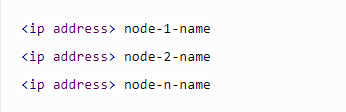 <ip address> node-1-name
<ip address> node-2-name
<ip address> node-n-name